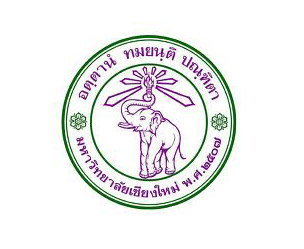 อตฺตานํ ทมยนฺติ ปณฺฑิตา
มหาวิทยาลัยเชียงใหม่ พ.ศ.๒๕๐๗